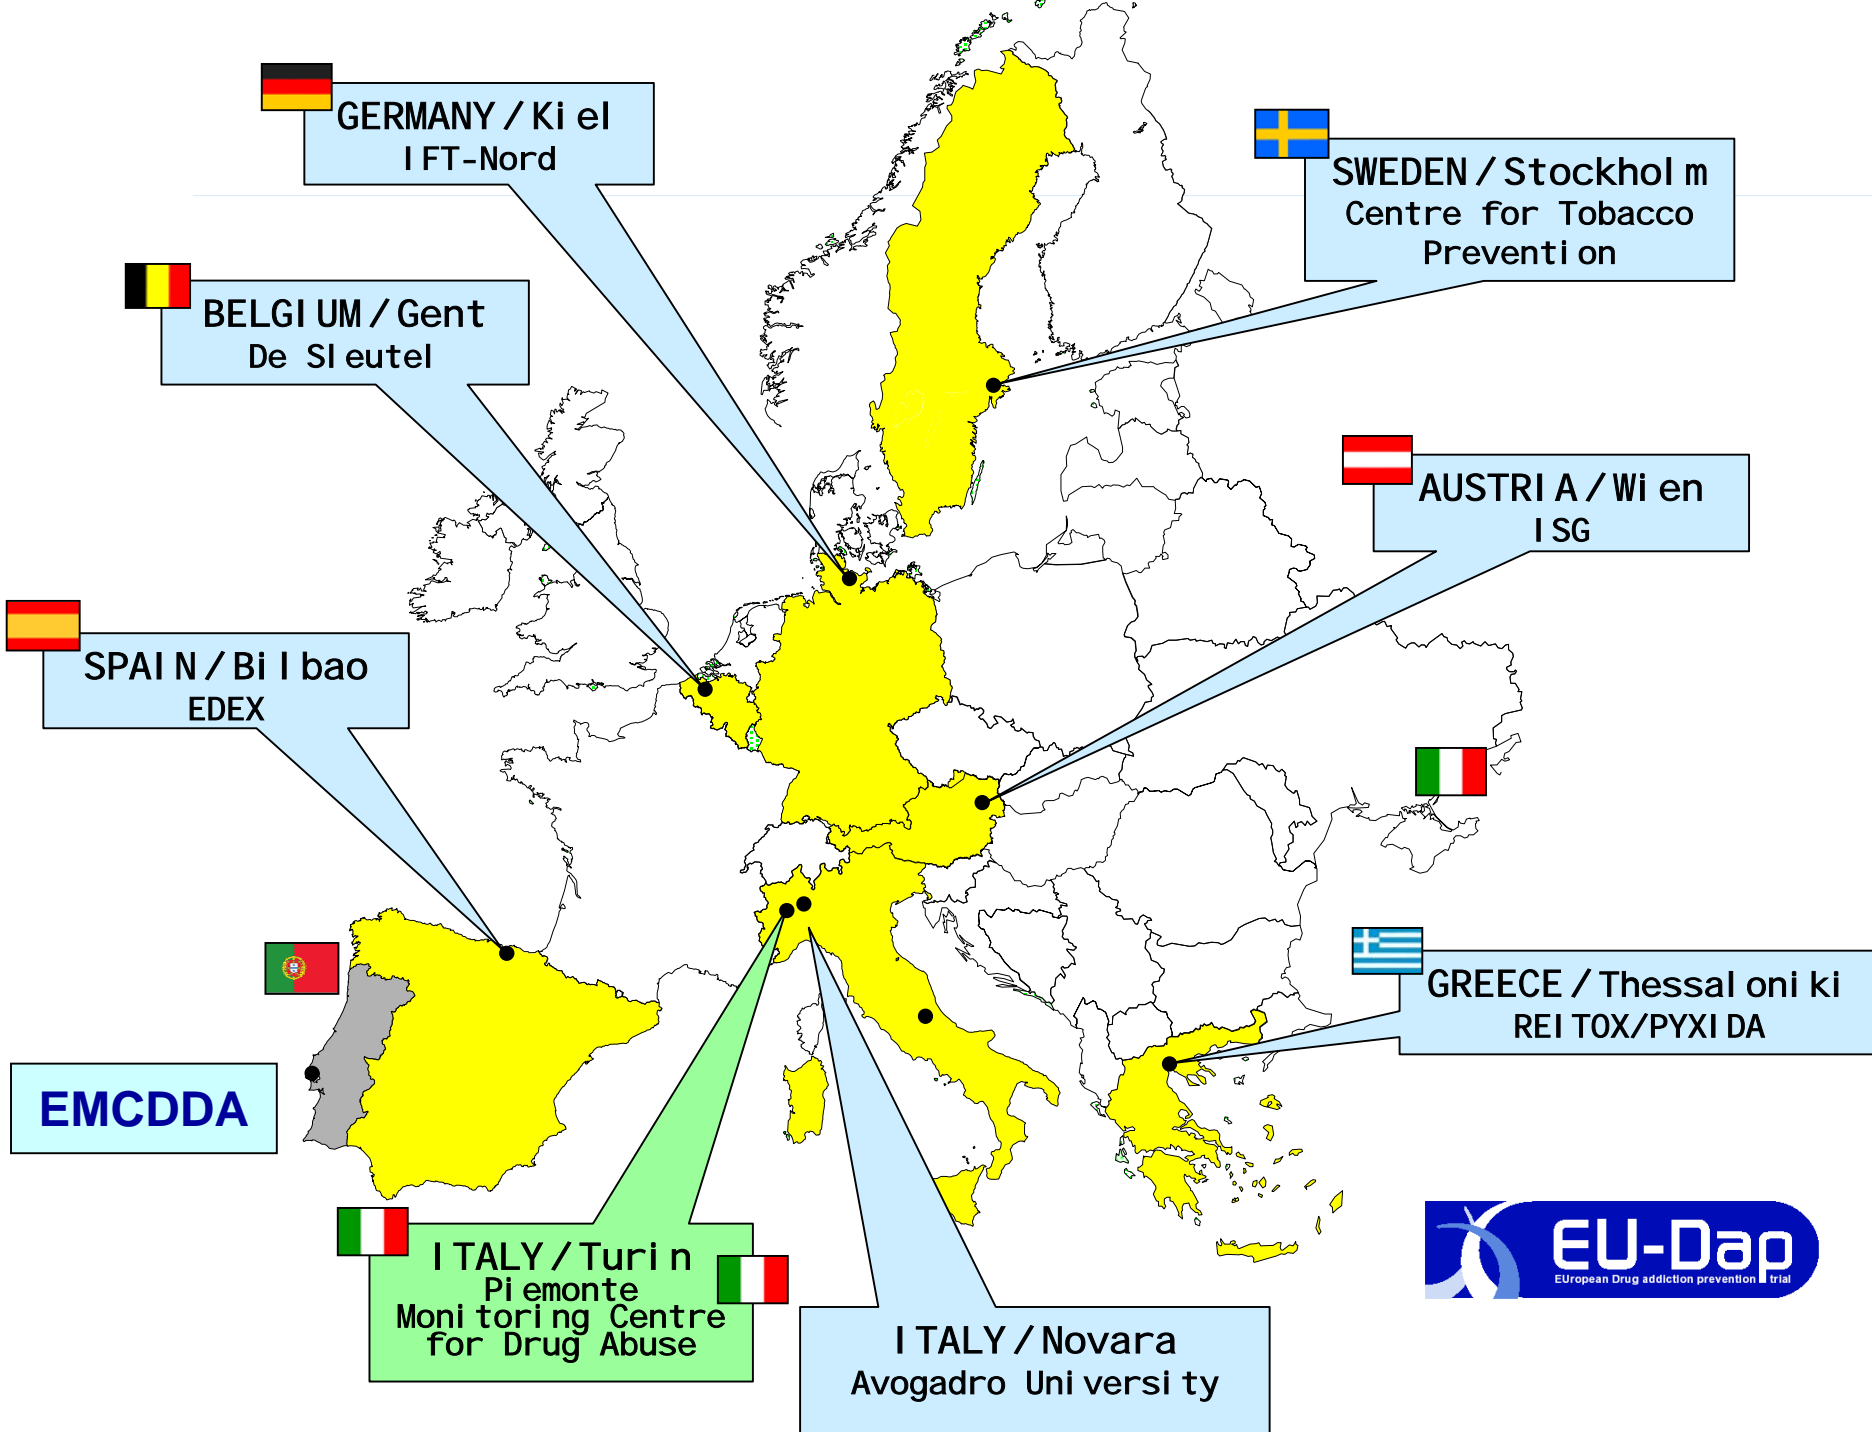 GERMANY/Kiel
IFT-Nord
SWEDEN/Stockholm
Centre for Tobacco
Prevention
BELGIUM/Gent
De Sleutel
AUSTRIA/Wien
ISG
SPAIN/Bilbao
EDEX
GREECE/Thessaloniki
REITOX/PYXIDA
EMCDDA
ITALY/Turin
Piemonte
Monitoring Centre
for Drug Abuse
ITALY/Novara
Avogadro University
EU-Dap
EUropean Drug addiction prevention trial